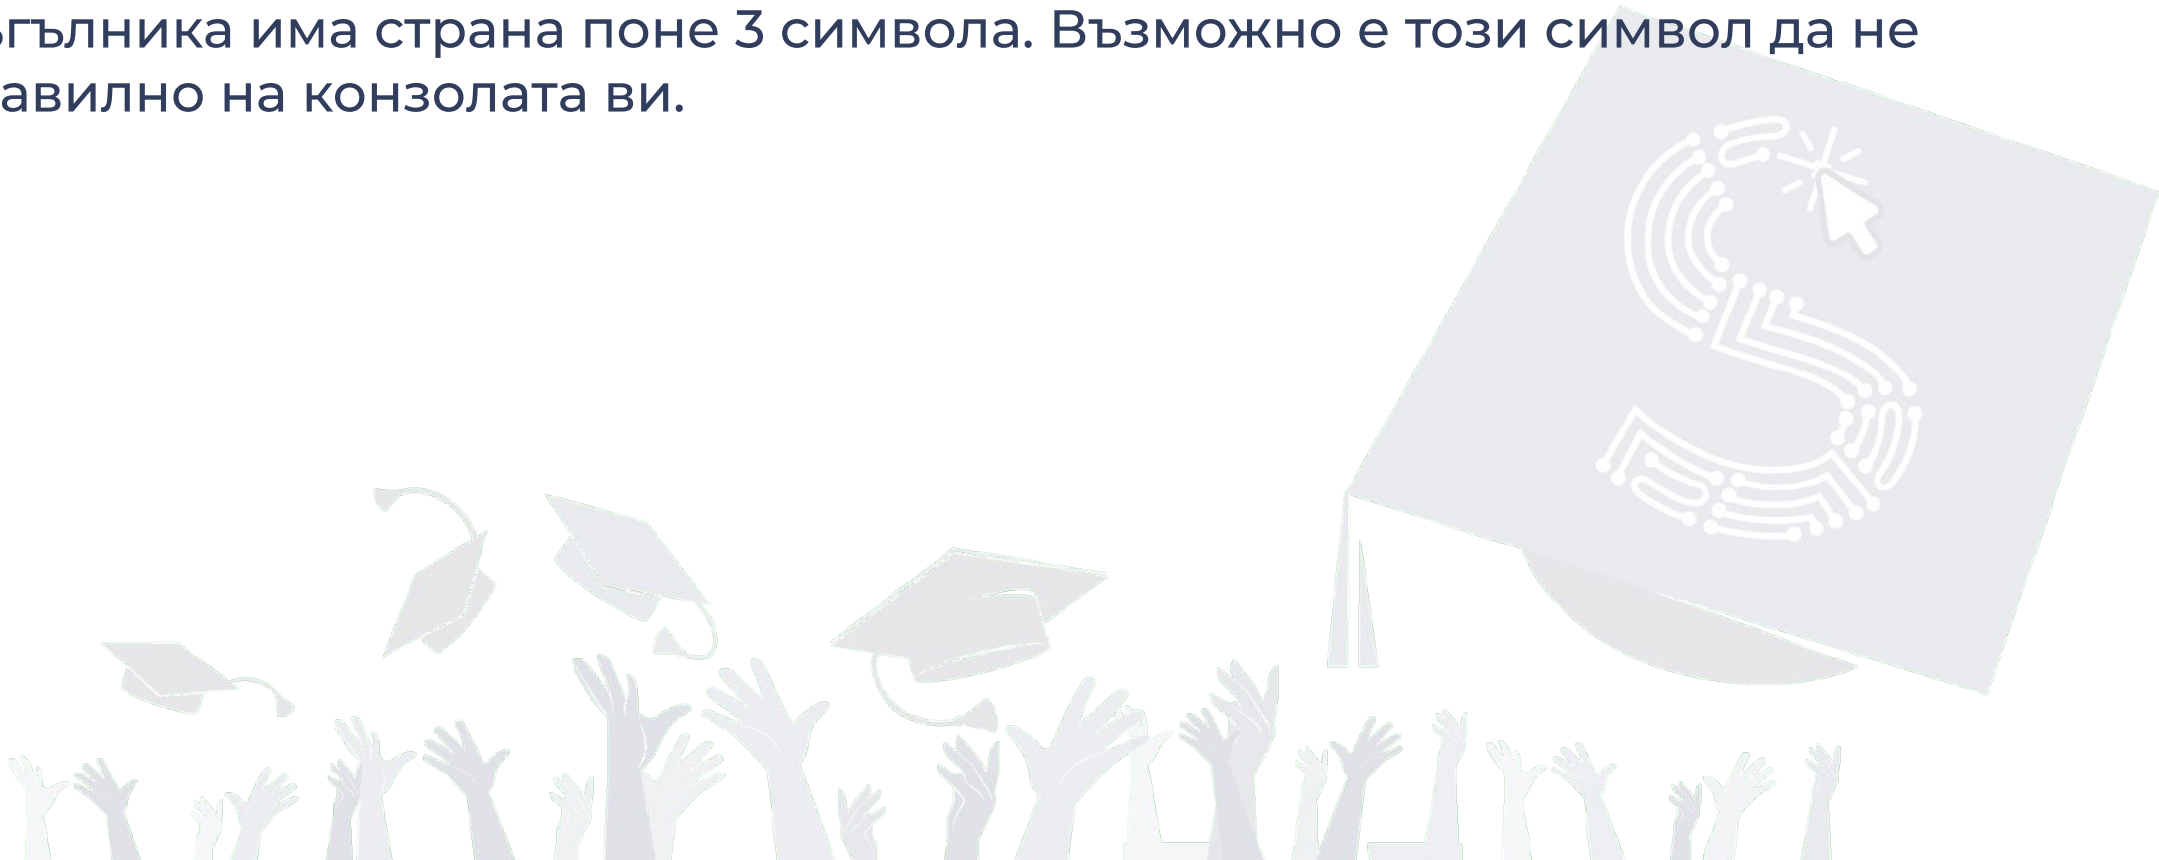 ъгълника има страна поне 3 символа. Възможно е този символ да не
авилно на конзолата ви.